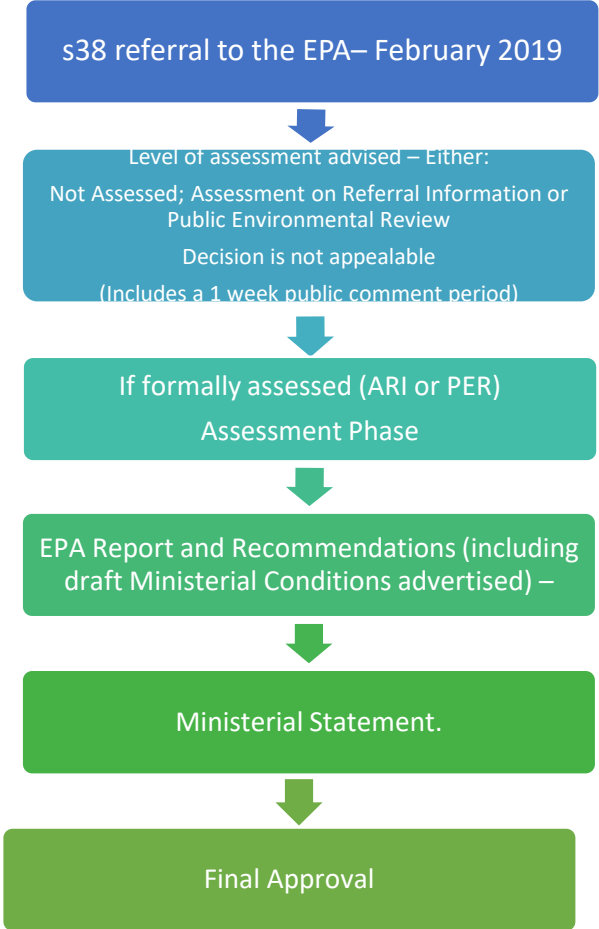 s38 referral to the EPA– February 2019
Level of assessment advised – Either:
Not Assessed; Assessment on Referral Information or
Public Environmental Review
Decision is not appealable
(Includes a 1 week public comment period)
If formally assessed (ARI or PER)
Assessment Phase
EPA Report and Recommendations (including
draft Ministerial Conditions advertised) –
Ministerial Statement.
Final Approval